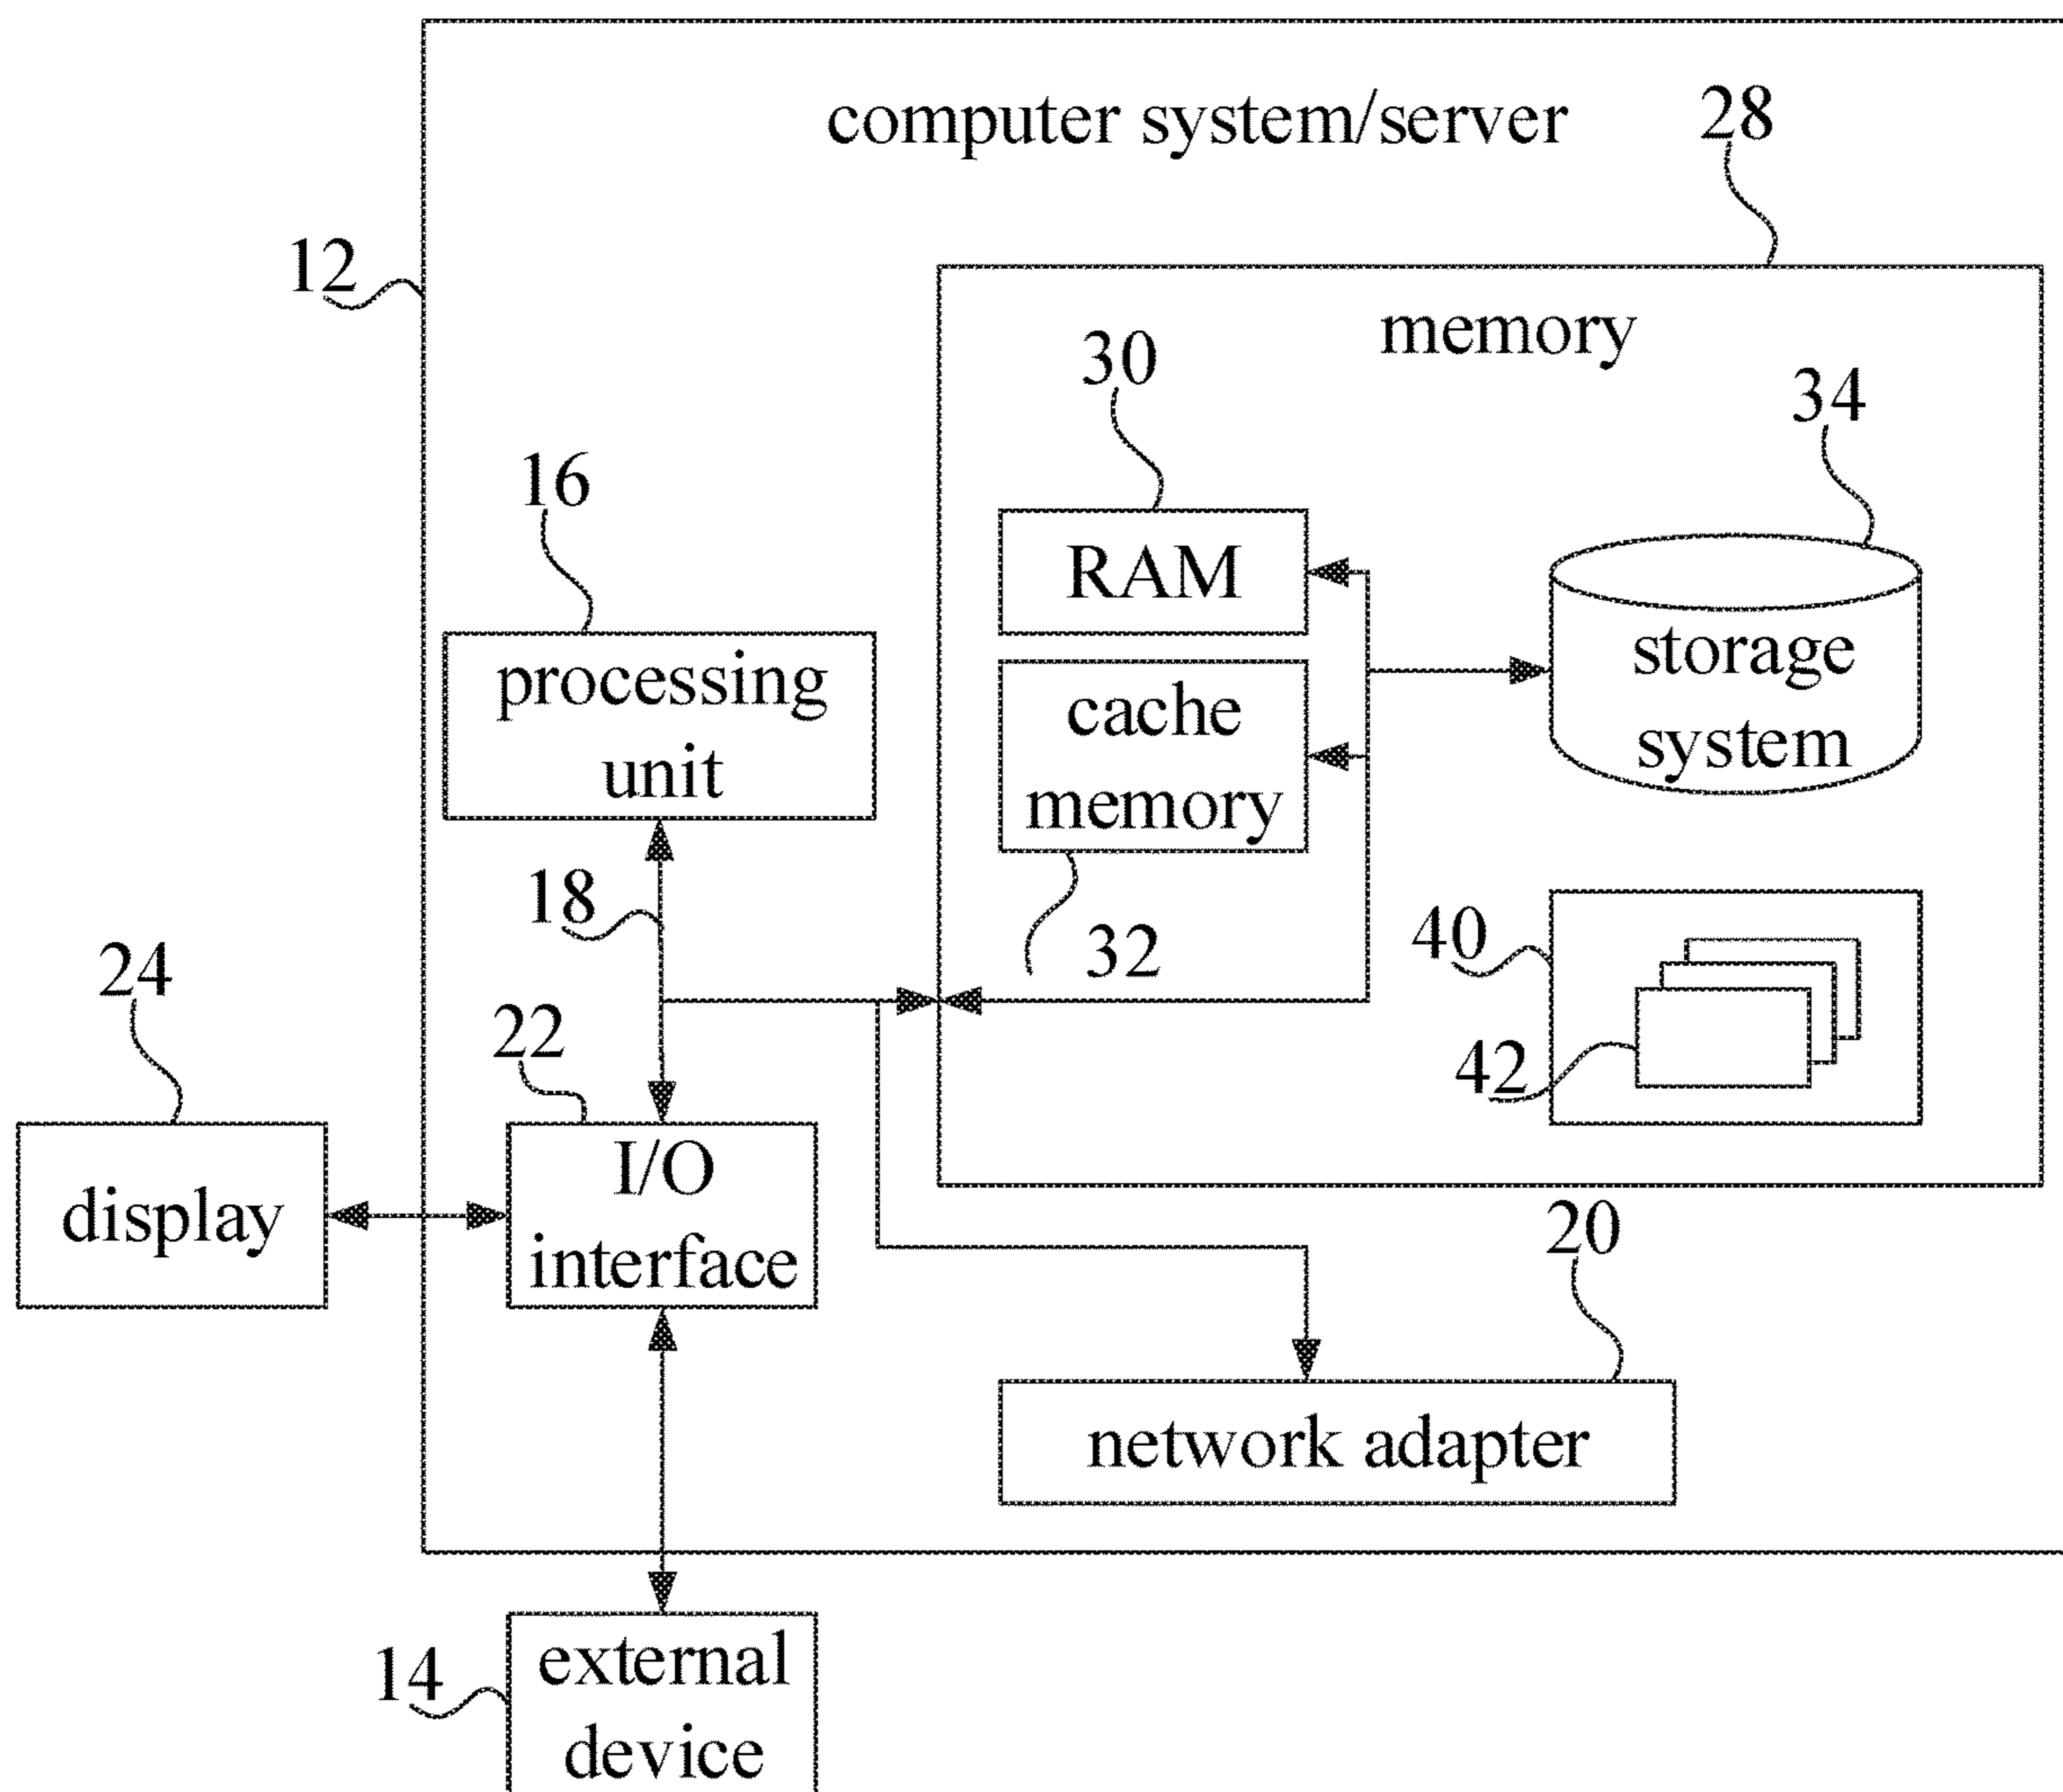 computer system/server
28
12
memory
30
34
16
RAM
storage
system
processing
unit
cache
memory
18
32
40
24
22
42
display
I/O
interface
20
network adapter
14
external
device